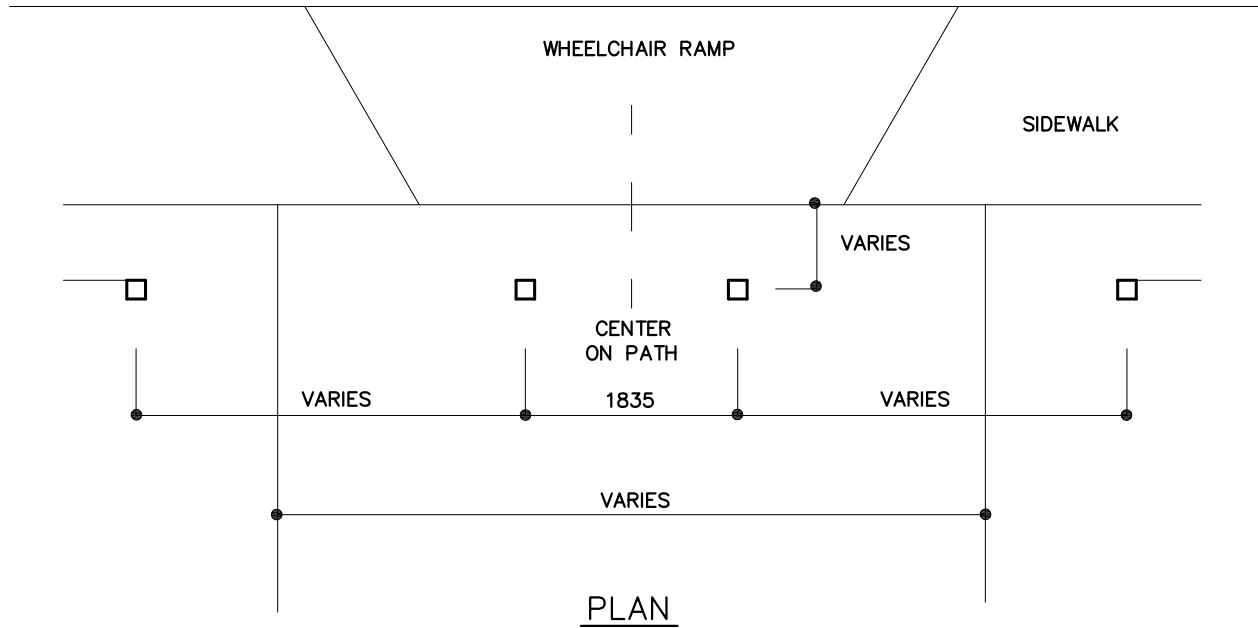 WHEELCHAIR RAMP
SIDEWALK
VARIES
CENTER
ON PATH
VARIES
1835
VARIES
VARIES
PLAN